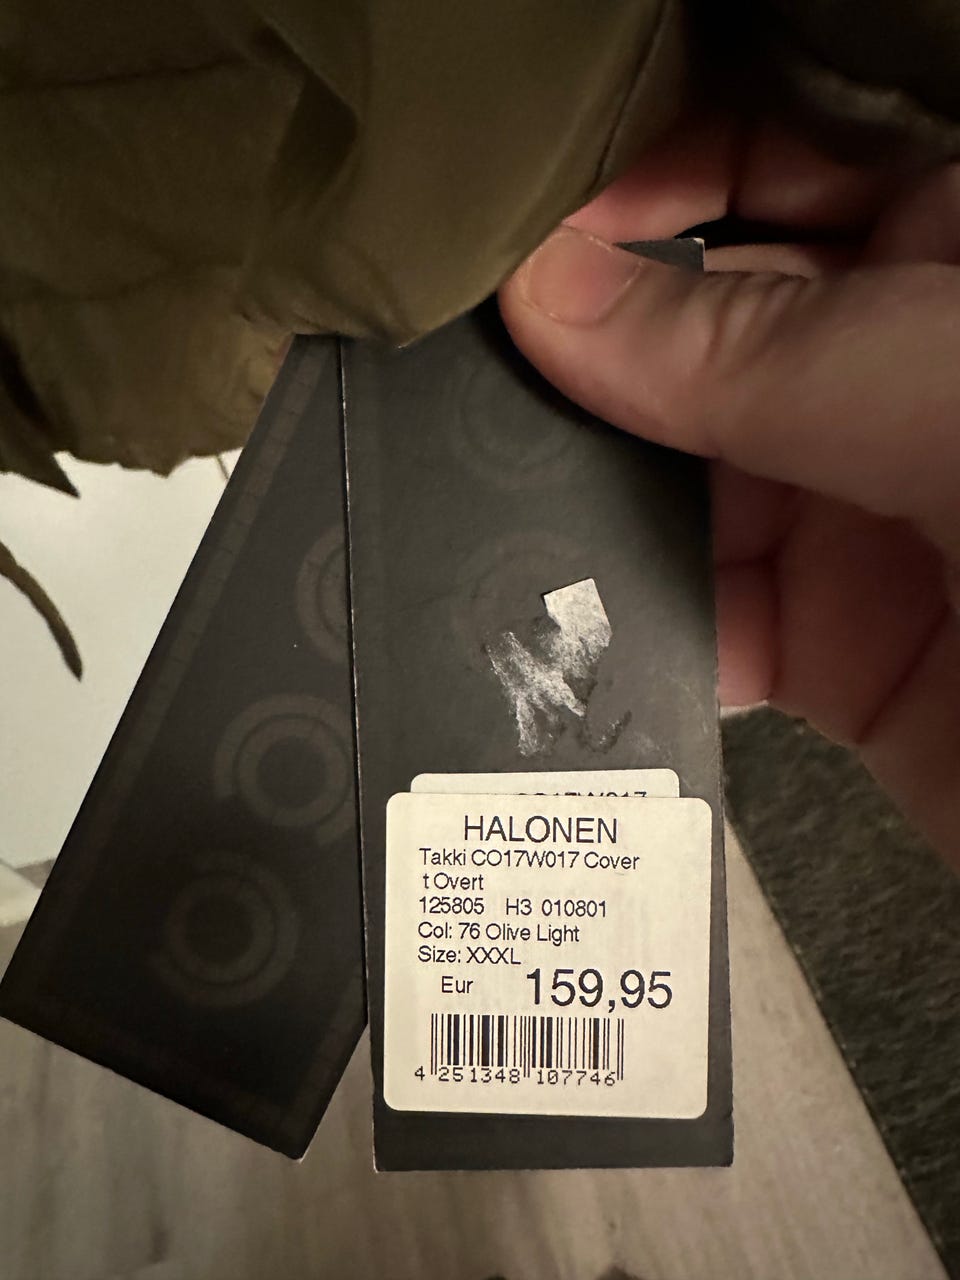 HALONEN
Takki CO17W017 Cover
t Overt
125805 H3 010801
Col: 76 Olive Light
Size: XXXL
Eur 159,95
4 251348 107746